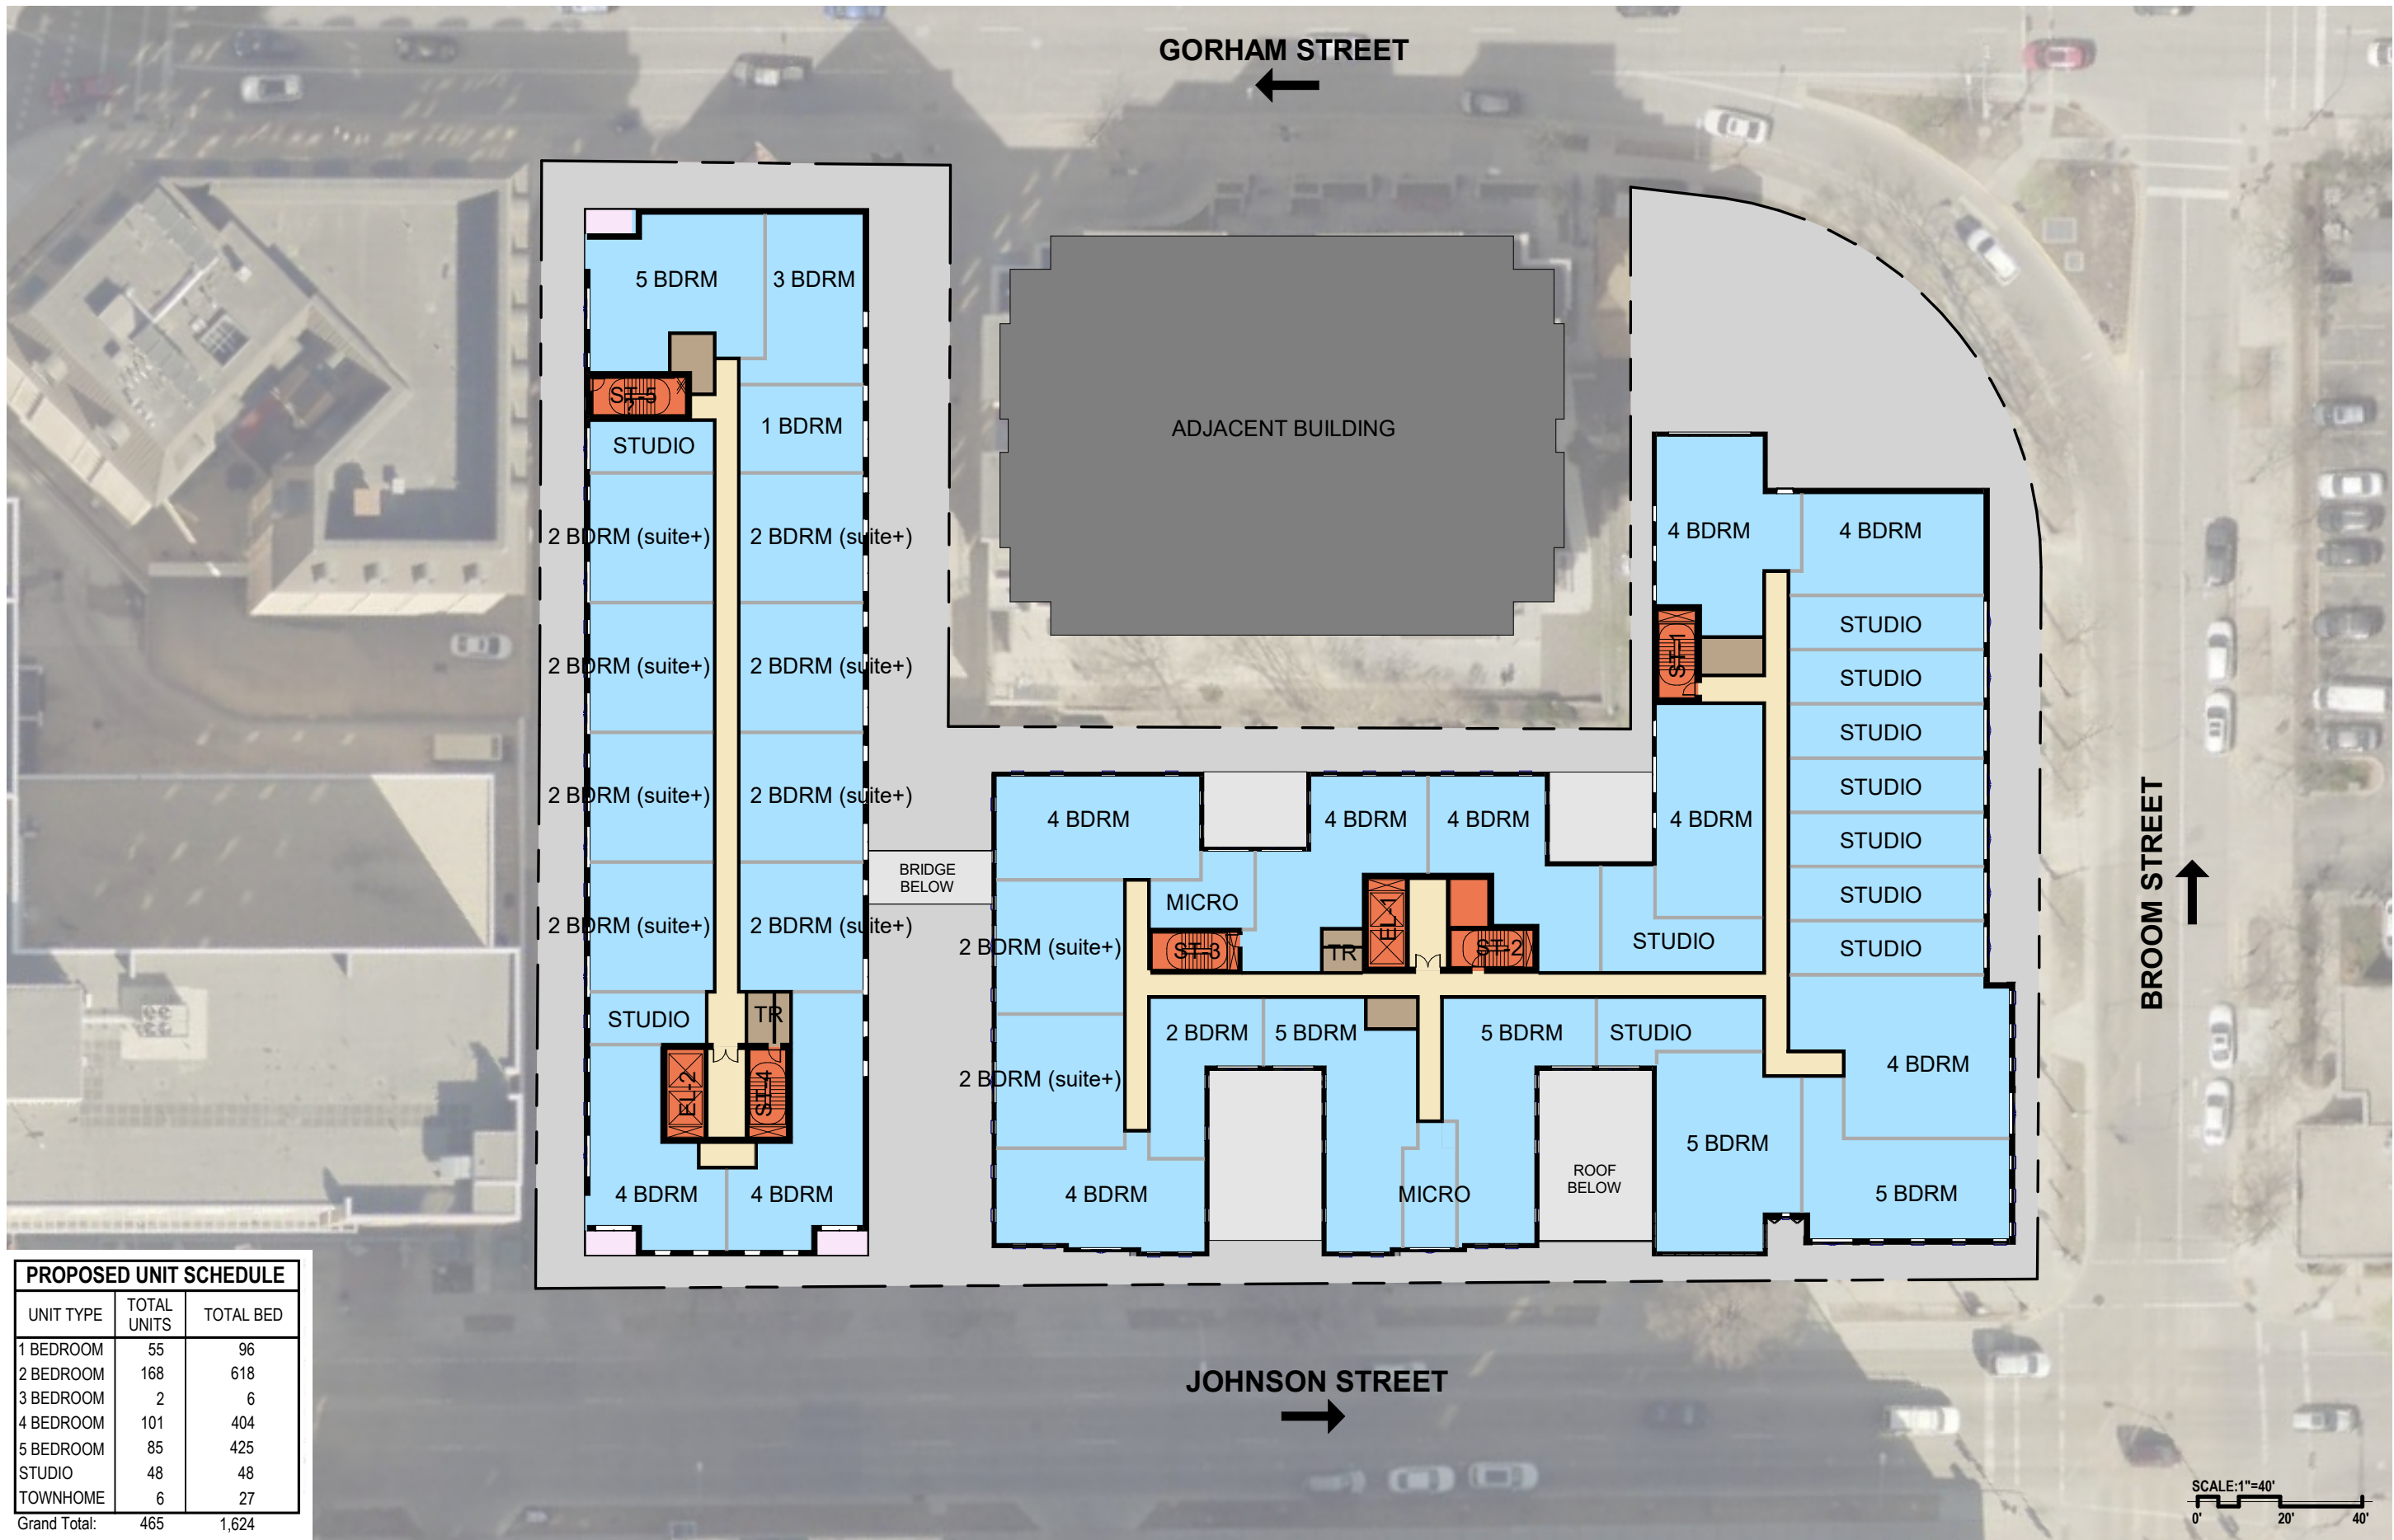 GORHAM STREET
5 BDRM
3 BDRM
ST-5
1 BDRM
STUDIO
2 BDRM (suite+)
2 BDRM (suite+)
2 BDRM (suite+)
2 BDRM (suite+)
2 BDRM (suite+)
2 BDRM (suite+)
2 BDRM (suite+)
2 BDRM (suite+)
STUDIO
TR
EL-2
ST-4
4 BDRM
4 BDRM
BRIDGE
BELOW
ADJACENT BUILDING
4 BDRM
4 BDRM
4 BDRM
MICRO
2 BDRM (suite+)
ST-3
TR
EL-1
ST-2
STUDIO
2 BDRM
5 BDRM
5 BDRM
STUDIO
2 BDRM (suite+)
4 BDRM
MICRO
ROOF
BELOW
4 BDRM
4 BDRM
ST-1
STUDIO
STUDIO
STUDIO
STUDIO
STUDIO
STUDIO
STUDIO
4 BDRM
4 BDRM
5 BDRM
5 BDRM
BROOM STREET
JOHNSON STREET
PROPOSED UNIT SCHEDULE
UNIT TYPE TOTAL UNITS TOTAL BED
1 BEDROOM 55 96
2 BEDROOM 168 618
3 BEDROOM 2 6
4 BEDROOM 101 404
5 BEDROOM 85 425
STUDIO 48 48
TOWNHOME 6 27
Grand Total: 465 1,624
SCALE:1"=40'
0' 20' 40'